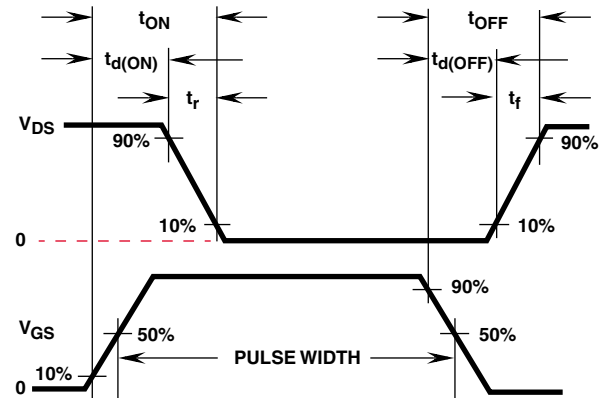 tON tOFF
td(ON) td(OFF)
tr tf
VDS
90% 90%
10% 10%
0
90%
VGS 50% 50%
PULSE WIDTH
10%
0